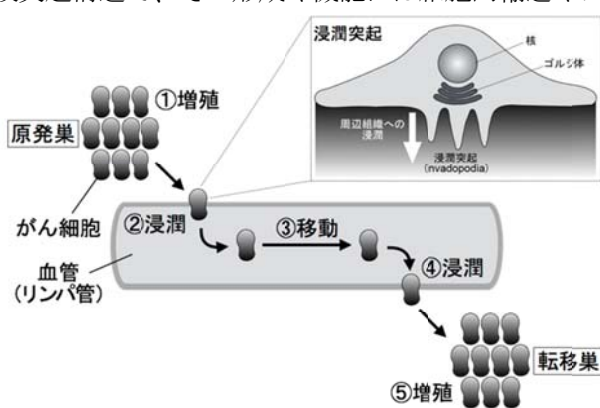 浸潤突起
核
ゴルジ体
周辺組織への
浸潤
浸潤突起
(nvadopodia)
①増殖
原発巣
がん細胞
②浸潤
③移動
④浸潤
血管
(リンパ管)
転移巣
⑤増殖